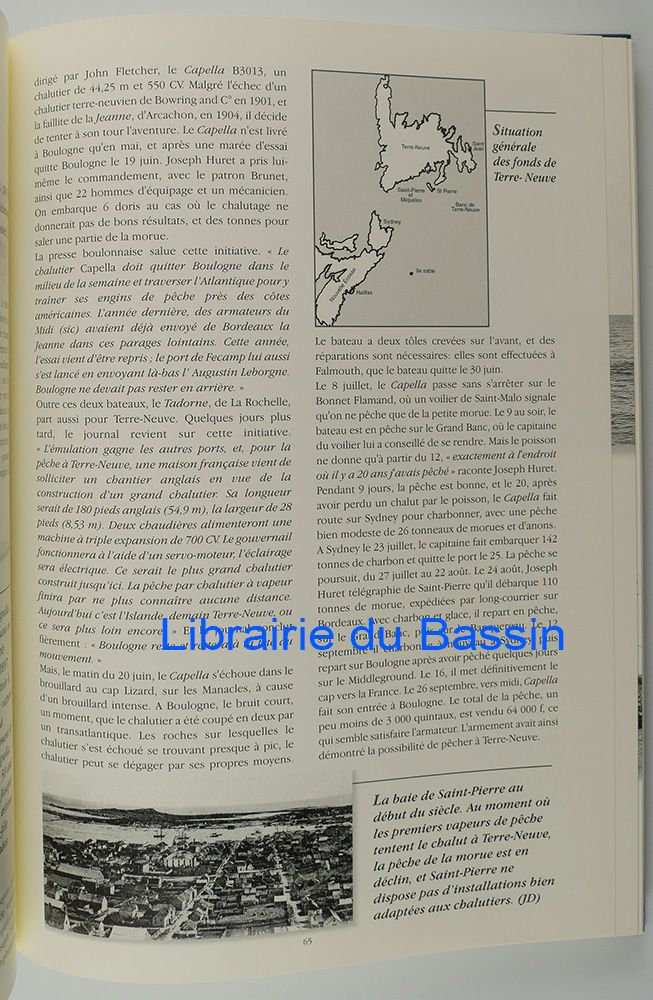 dirigé par John Fletcher, le Capella B3013, un
chalutier de 44,25 m et 550 CV. Malgré l'échec d'un
chalutier terre-neuvien de Bowring and C° en 1901, et
la faillite de la Jeanne, d'Arcachon, en 1904, il décide
de tenter à son tour l'aventure. Le Capella n'est livré
à Boulogne qu'en mai, et après une marée d'essai
quitte Boulogne le 19 juin. Joseph Huret a pris lui-
même le commandement, avec le patron Brunet,
ainsi que 22 hommes d'équipage et un mécanicien.
On embarque 6 doris au cas où le chalutage ne
donnerait pas de bons résultats, et des tonnes pour
saler une partie de la morue.
La presse boulonnaise salue cette initiative. « Le
chalutier Capella doit quitter Boulogne dans le
milieu de la semaine et traverser l'Atlantique pour y
traîner ses engins de pêche près des côtes
américaines. L'année dernière, des armateurs du
Midi (sic) avaient déjà envoyé de Bordeaux la
Jeanne dans ces parages lointains. Cette année,
l'essai vient d'être repris ; le port de Fecamp lui aussi
s'est lancé en envoyant là-bas l' Augustin Leborgne.
Boulogne ne devait pas rester en arrière. »
Outre ces deux bateaux, le Tadorne, de La Rochelle,
part aussi pour Terre-Neuve. Quelques jours plus
tard, le journal revient sur cette initiative.
« L'émulation gagne les autres ports, et, pour la
pêche à Terre-Neuve, une maison française vient de
solliciter un chantier anglais en vue de la
construction d'un grand chalutier. Sa longueur
serait de 180 pieds anglais (54,9 m), la largeur de 28
pieds (8,53 m). Deux chaudières alimenteront une
machine à triple expansion de 700 CV. Le gouvernail
fonctionnera à l'aide d'un servo-moteur, l'éclairage
sera électrique. Ce serait le plus grand chalutier
construit jusqu'ici. La pêche par chalutier à vapeur
finira par ne plus connaître aucune distance.
Aujourd'hui c'est l'Islande, demain Terre-Neuve, ou
ce sera plus loin encore
fièrement : « Boulogne
mouvement. »
Mais, le matin du 20 juin, le Capella s'échoue dans le
brouillard au cap Lizard, sur les Manacles, à cause
d'un brouillard intense. A Boulogne, le bruit court,
un moment, que le chalutier a été coupé en deux par
un transatlantique. Les roches sur lesquelles le
chalutier s'est échoué se trouvant presque à pic, le
chalutier peut se dégager par ses propres moyens.
Terre-Neuve
Saint
Jean
Saint-Pierre
et
Miquelon
St Pierre
Banc de
Terre-Neuve
Sydney
Nouvelle Ecosse
Halifax
Ile sable
Situation
générale
des fonds de
Terre- Neuve
Le bateau a deux tôles crevées sur l'avant, et des
réparations sont nécessaires: elles sont effectuées à
Falmouth, que le bateau quitte le 30 juin.
Le 8 juillet, le Capella passe sans s'arrêter sur le
Bonnet Flamand, où un voilier de Saint-Malo signale
qu'on ne pêche que de la petite morue. Le 9 au soir, le
bateau est en pêche sur le Grand Banc, où le capitaine
du voilier lui a conseillé de se rendre. Mais le poisson
ne donne qu'à partir du 12, « exactement à l'endroit
où il y a 20 ans j'avais pêché » raconte Joseph Huret.
Pendant 9 jours, la pêche est bonne, et le 20, après
avoir perdu un chalut par le poisson, le Capella fait
route sur Sydney pour charbonner, avec une pêche
bien modeste de 26 tonneaux de morues et d'anons.
A Sydney le 23 juillet, le capitaine fait embarquer 142
tonnes de charbon et quitte le port le 25. La pêche se
poursuit, du 27 juillet au 22 août. Le 24 août, Joseph
Huret télégraphie de Saint-Pierre qu'il débarque 110
tonnes de morue, expédiées par long-courrier sur
Bordeaux. Avec charbon et glace, il repart en pêche,
sur le Grand Banc, Le 12
septembre il charbonne à Sydney, puis
repart sur Boulogne après avoir pêché quelques jours
sur le Middleground. Le 16, il met définitivement le
cap vers la France. Le 26 septembre, vers midi, Capella
fait son entrée à Boulogne. Le total de la pêche, un
peu moins de 3 000 quintaux, est vendu 64 000 f, ce
qui semble satisfaire l'armateur. L'armement avait ainsi
démontré la possibilité de pêcher à Terre-Neuve.
Librairie du Bassin
La baie de Saint-Pierre au
début du siècle. Au moment où
les premiers vapeurs de pêche
tentent le chalut à Terre-Neuve,
la pêche de la morue est en
déclin, et Saint-Pierre ne
dispose pas d'installations bien
adaptées aux chalutiers. (JD)
65